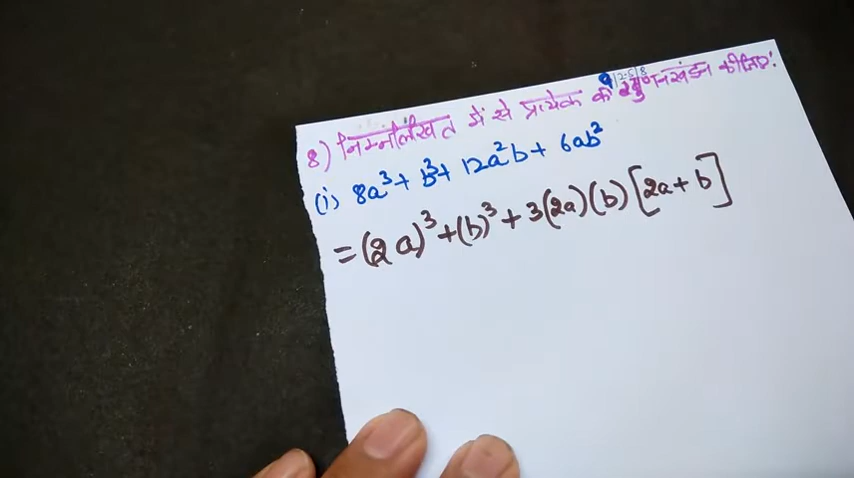 8) निम्नलिखित में से प्रत्येक का गुणनखंडन कीजिए:
(i) 8a³ + b³ + 12a²b + 6ab²
= (2a)³ + (b)³ + 3(2a)(b)[2a + b]